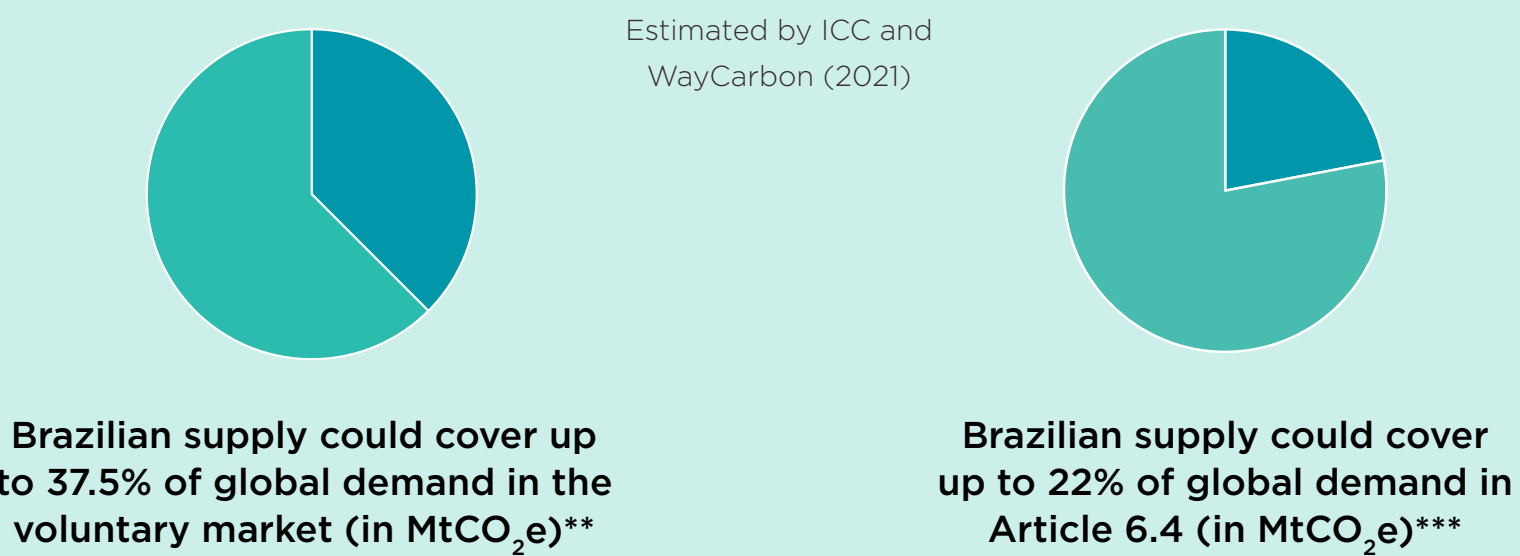 Estimated by ICC and
WayCarbon (2021)
Brazilian supply could cover up
to 37.5% of global demand in the
voluntary market (in MtCO₂e)**
Brazilian supply could cover
up to 22% of global demand in
Article 6.4 (in MtCO₂e)***